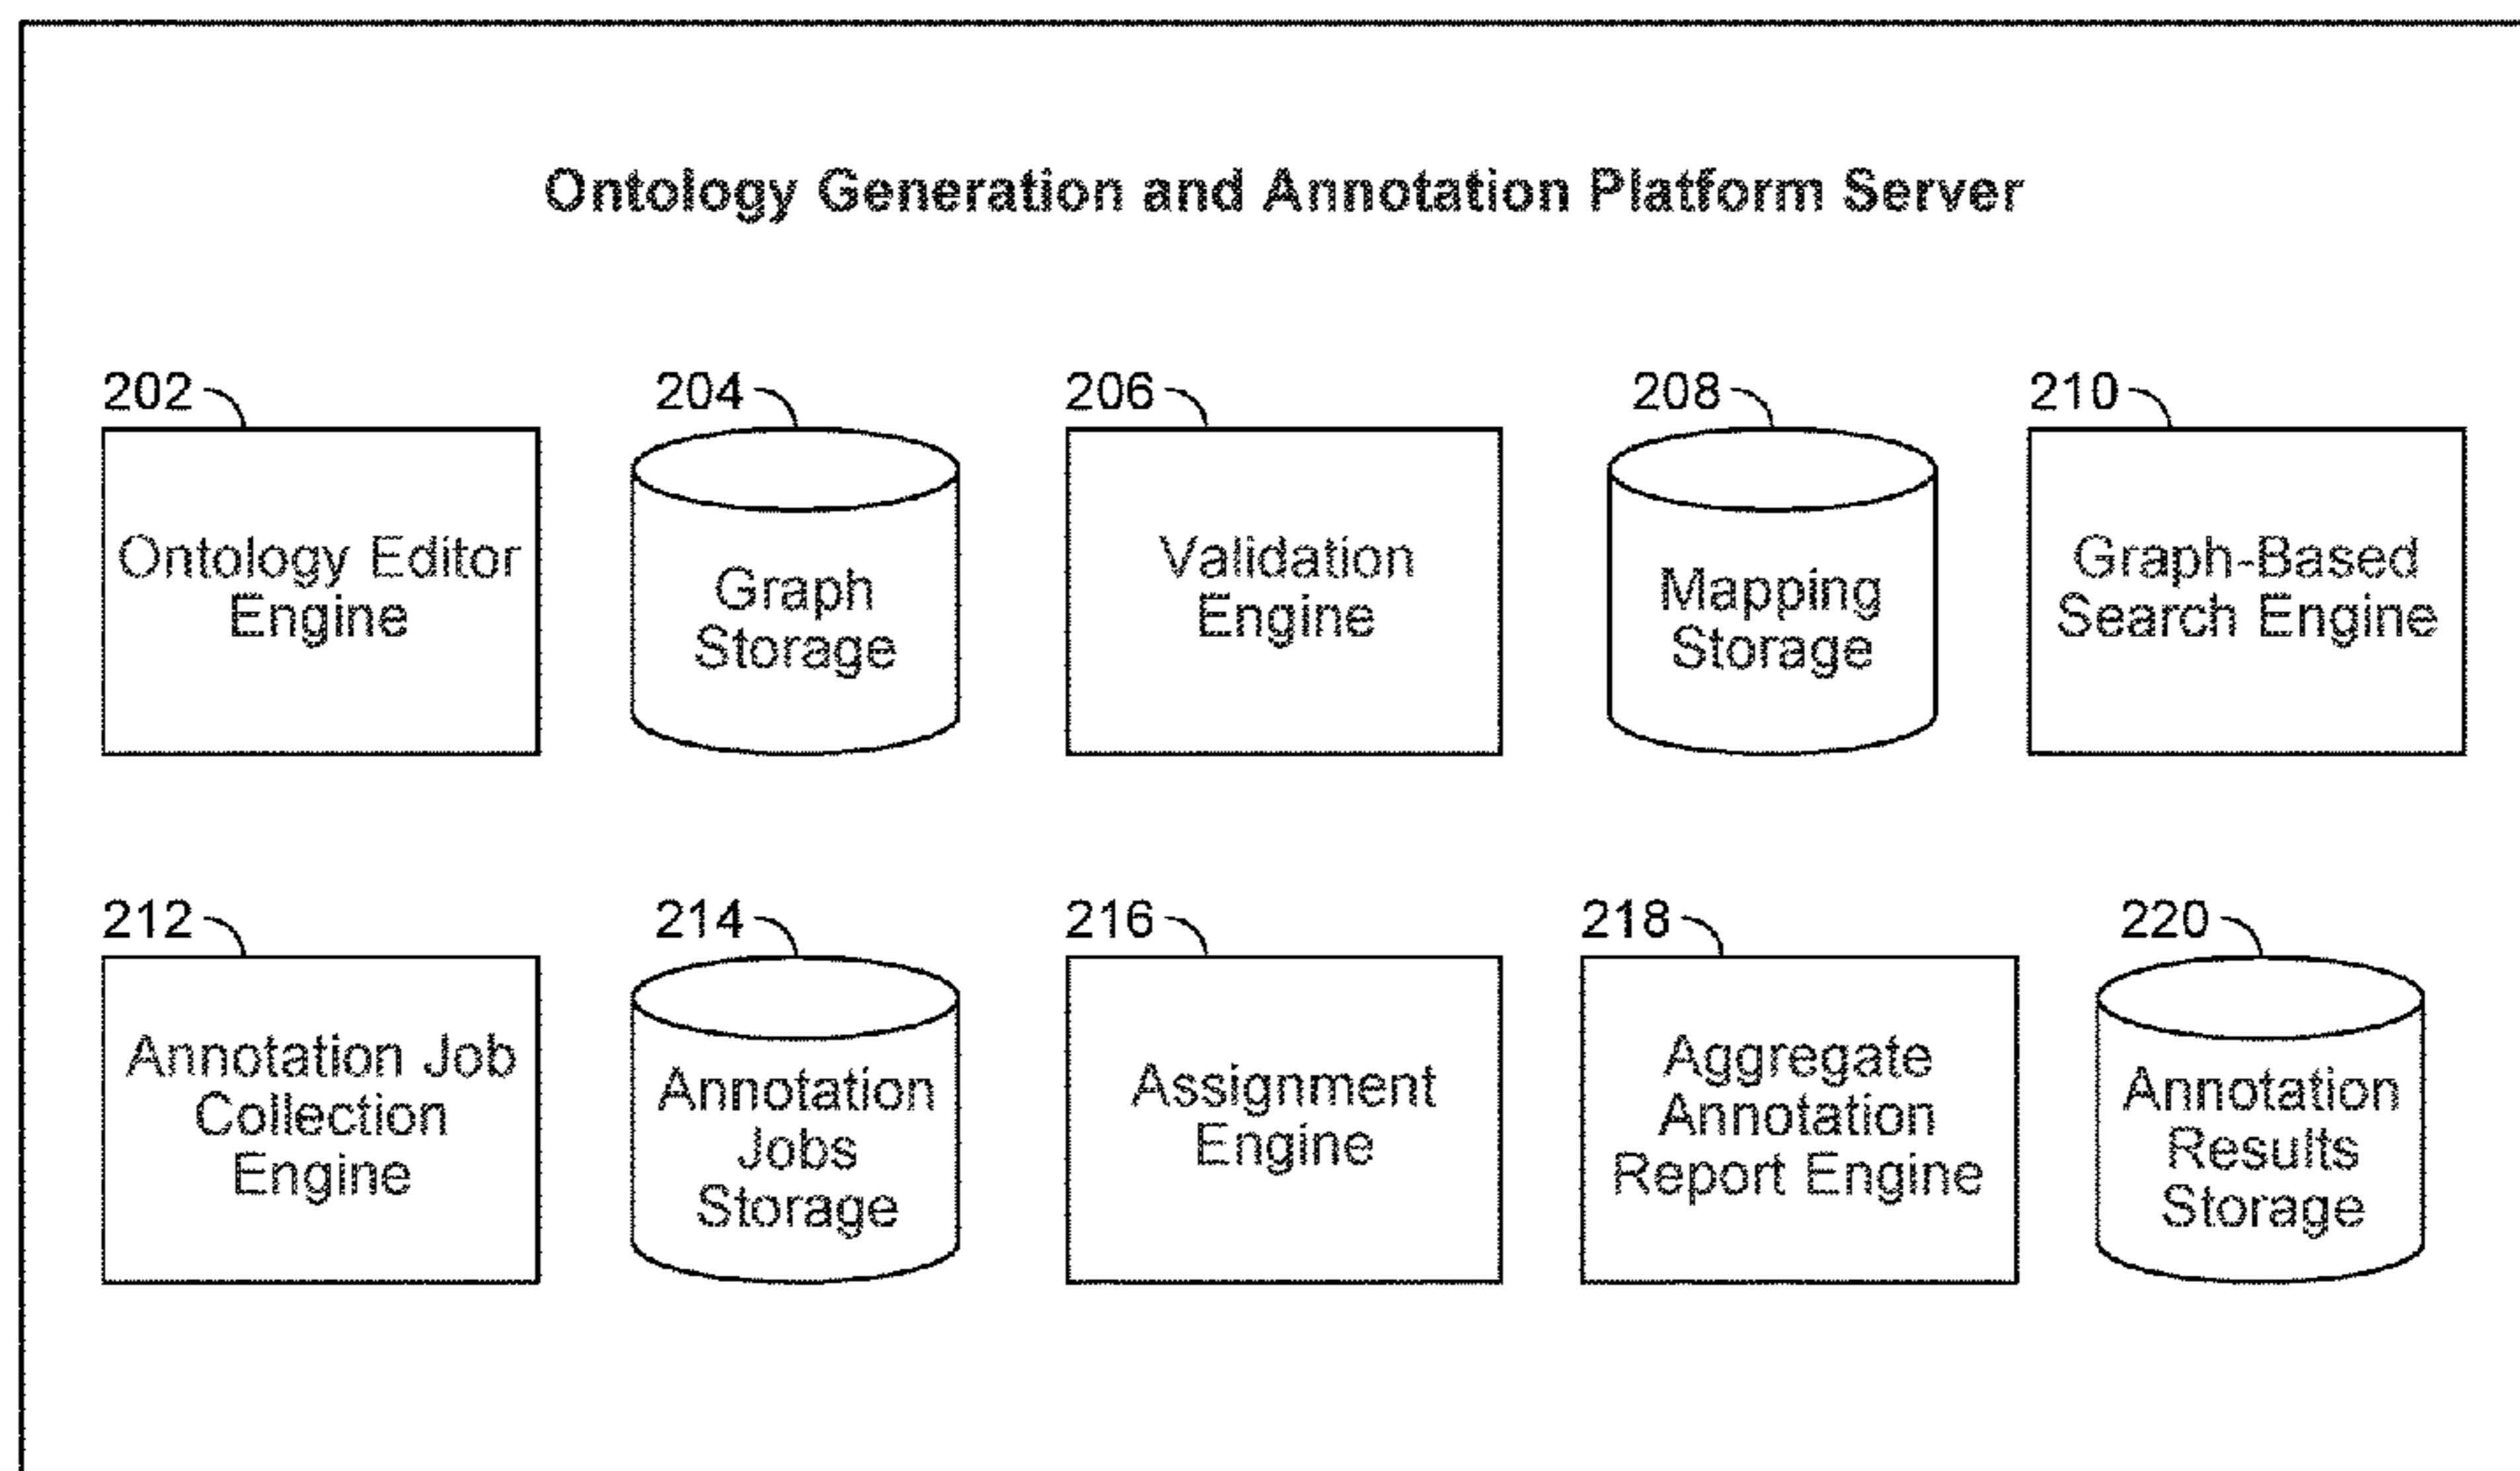 Ontology Generation and Annotation Platform Server
202
Ontology Editor
Engine
204
Graph
Storage
206
Validation
Engine
208
Mapping
Storage
210
Graph-Based
Search Engine
212
Annotation Job
Collection
Engine
214
Annotation
Jobs
Storage
216
Assignment
Engine
218
Aggregate
Annotation
Report Engine
220
Annotation
Results
Storage